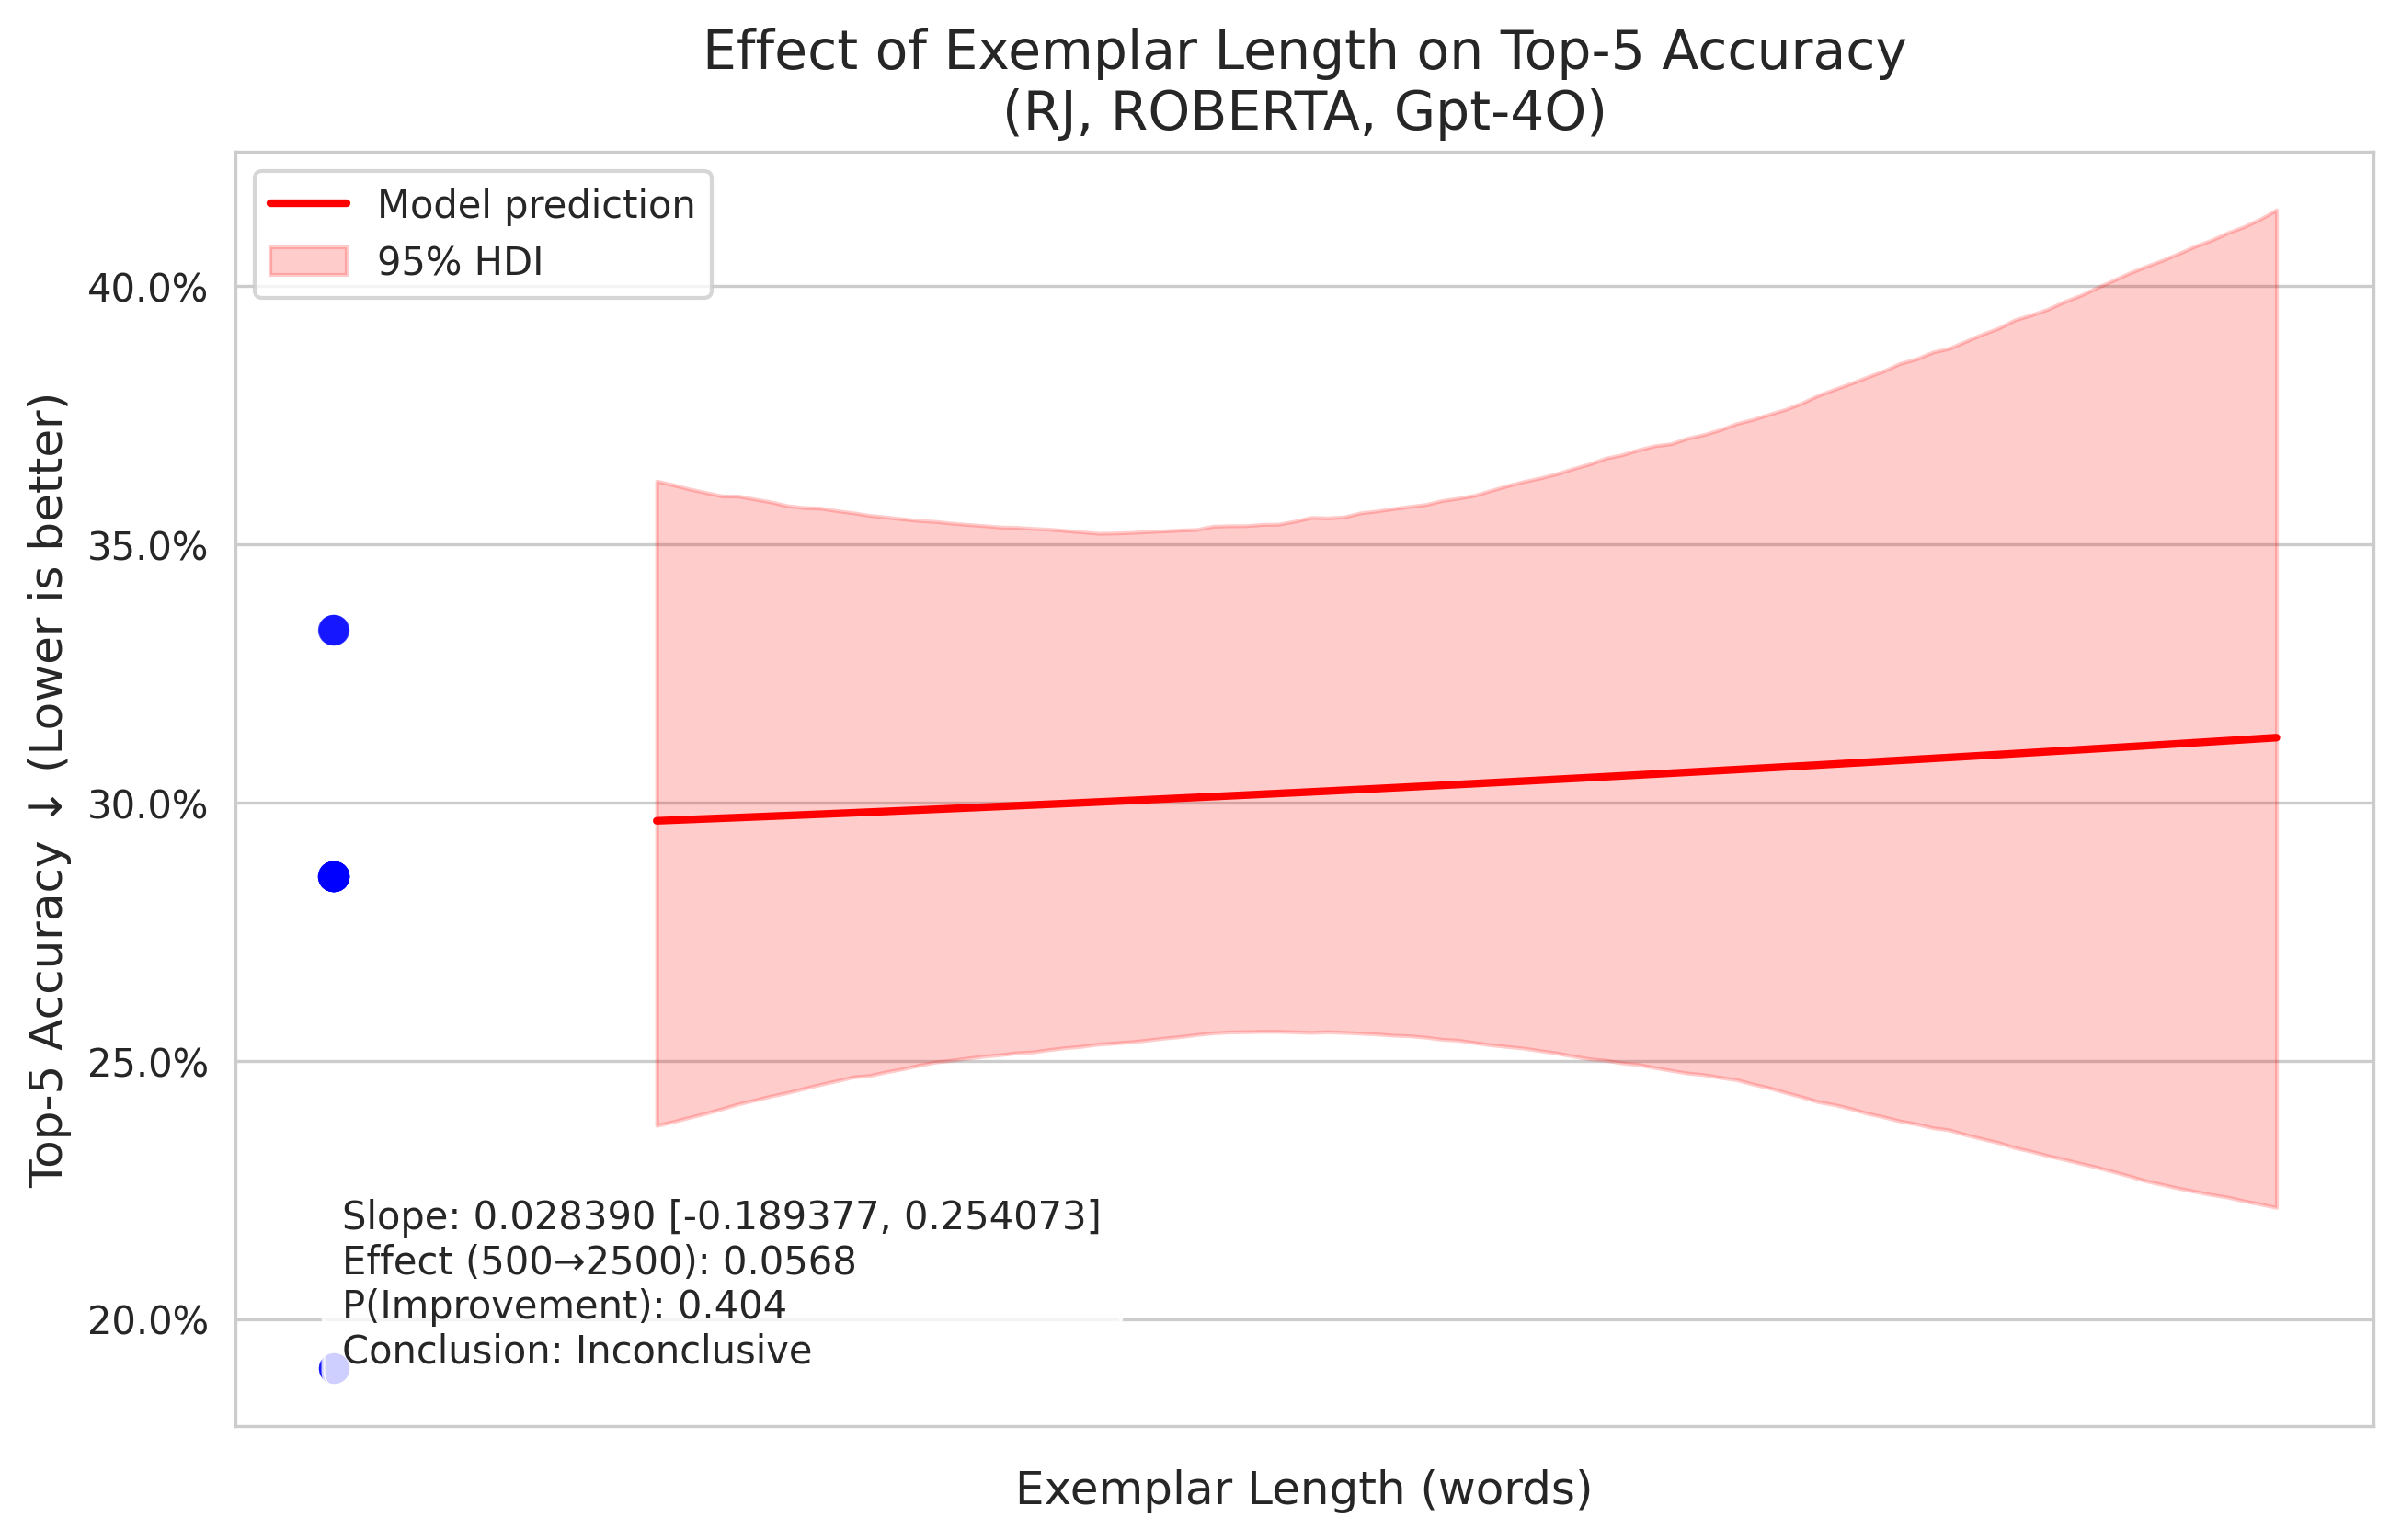 Effect of Exemplar Length on Top-5 Accuracy
(RJ, ROBERTA, Gpt-4O)
Model prediction
95% HDI
Top-5 Accuracy ↓ (Lower is better)
40.0%
35.0%
30.0%
25.0%
20.0%
Slope: 0.028390 [-0.189377, 0.254073]
Effect (500→2500): 0.0568
P(Improvement): 0.404
Conclusion: Inconclusive
Exemplar Length (words)